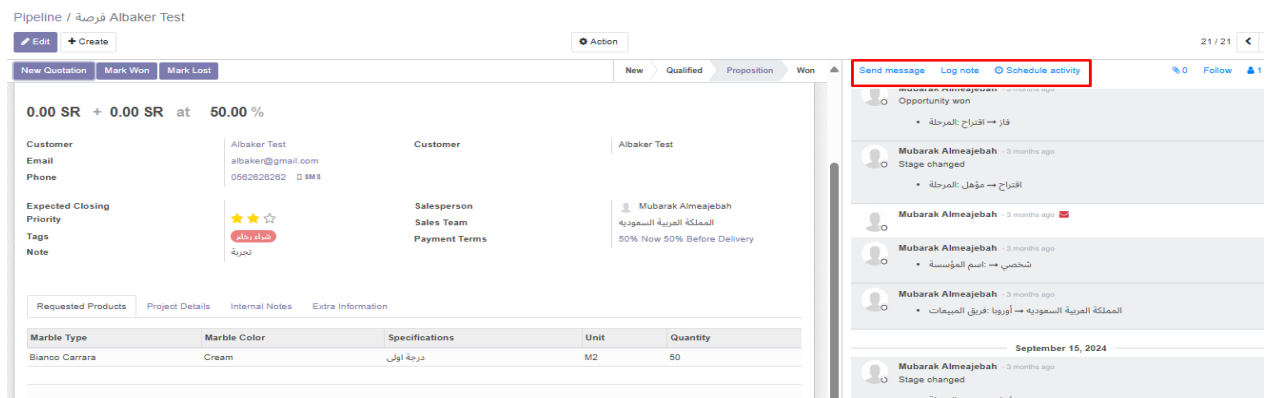 Pipeline / فرصة Albaker Test
Edit + Create
Action
21 / 21
New Quotation Mark Won Mark Lost
New Qualified Proposition Won
0.00 SR + 0.00 SR at 50.00 %
Customer Albaker Test
Customer Albaker Test
Email albaker@gmail.com
Phone 0562626262 SMS
Expected Closing
Salesperson Mubarak Almeajebah
Priority
Sales Team المملكة العربية السعوديه
Tags شراء رخام
Payment Terms 50% Now 50% Before Delivery
Note تجربة
Requested Products Project Details Internal Notes Extra Information
Marble Type Marble Color Specifications Unit Quantity
Bianco Carrara Cream درجة اولى M2 50
Send message Log note Schedule activity
0 Follow 1
Mubarak Almeajebah - 3 months ago
Opportunity won
فاز → اقتراح :المرحلة
Mubarak Almeajebah - 3 months ago
Stage changed
اقتراح → مؤهل :المرحلة
Mubarak Almeajebah - 3 months ago
Mubarak Almeajebah - 3 months ago
شخصي → :اسم المؤسسة
Mubarak Almeajebah - 3 months ago
المملكة العربية السعوديه → أوروبا :فريق المبيعات
September 15, 2024
Mubarak Almeajebah - 3 months ago
Stage changed